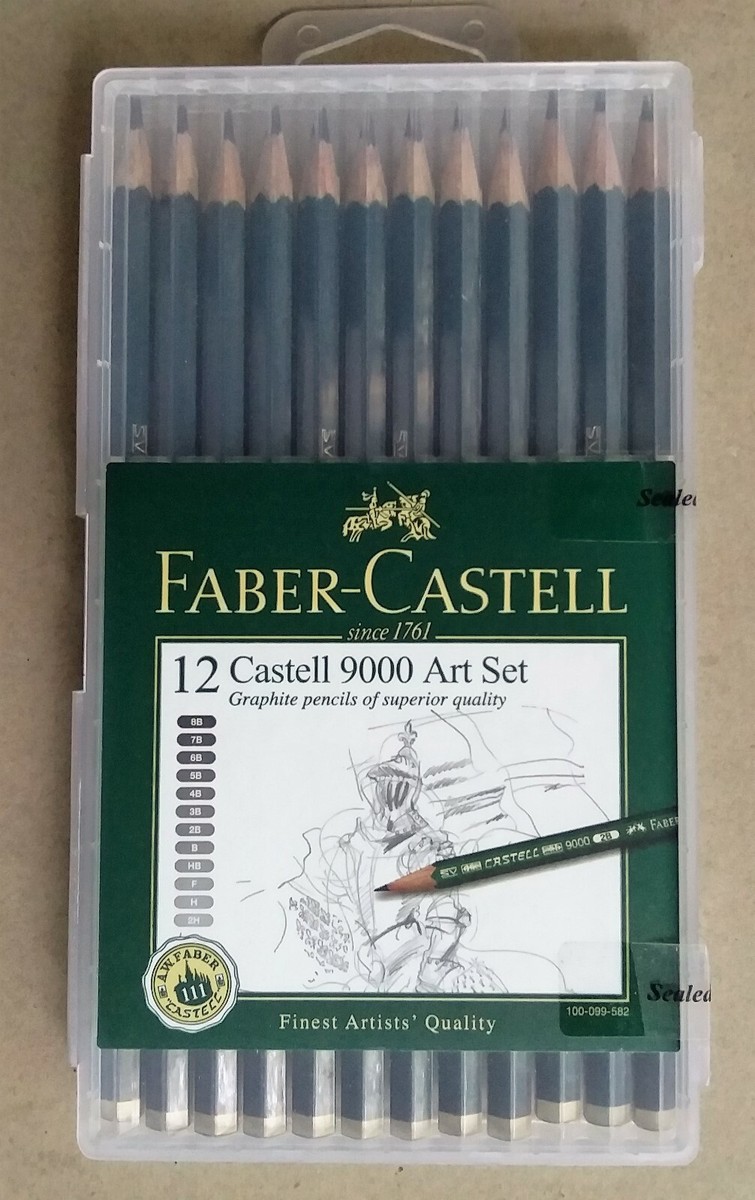 Sealed
FABER-CASTELL
since 1761
12 Castell 9000 Art Set
Graphite pencils of superior quality
8B
7B
6B
5B
4B
3B
2B
B
HB
F
H
2H
CASTELL 9000 2B FABER
A.W. FABER
111
CASTELL
Sealed
100-099-582
Finest Artists' Quality